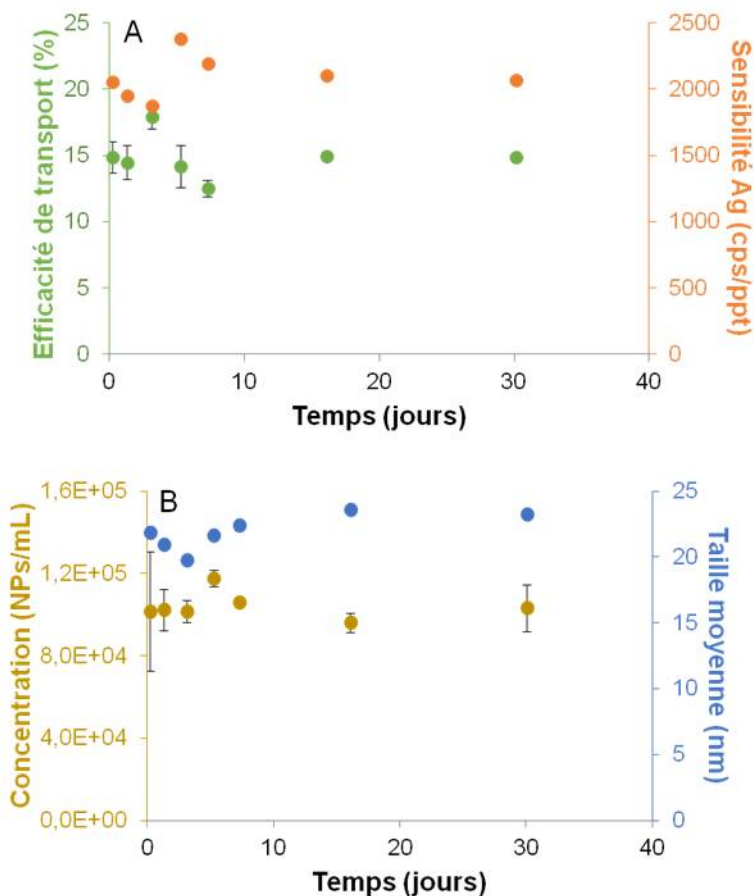 A
Efficacité de transport (%)
25
20
15
10
5
0
Sensibilité Ag (cps/ppt)
2500
2000
1500
1000
500
0
0 10 20 30 40
Temps (jours)
B
Concentration (NPs/mL)
1,6E+05
1,2E+05
8,0E+04
4,0E+04
0,0E+00
Taille moyenne (nm)
25
20
15
10
5
0
0 10 20 30 40
Temps (jours)